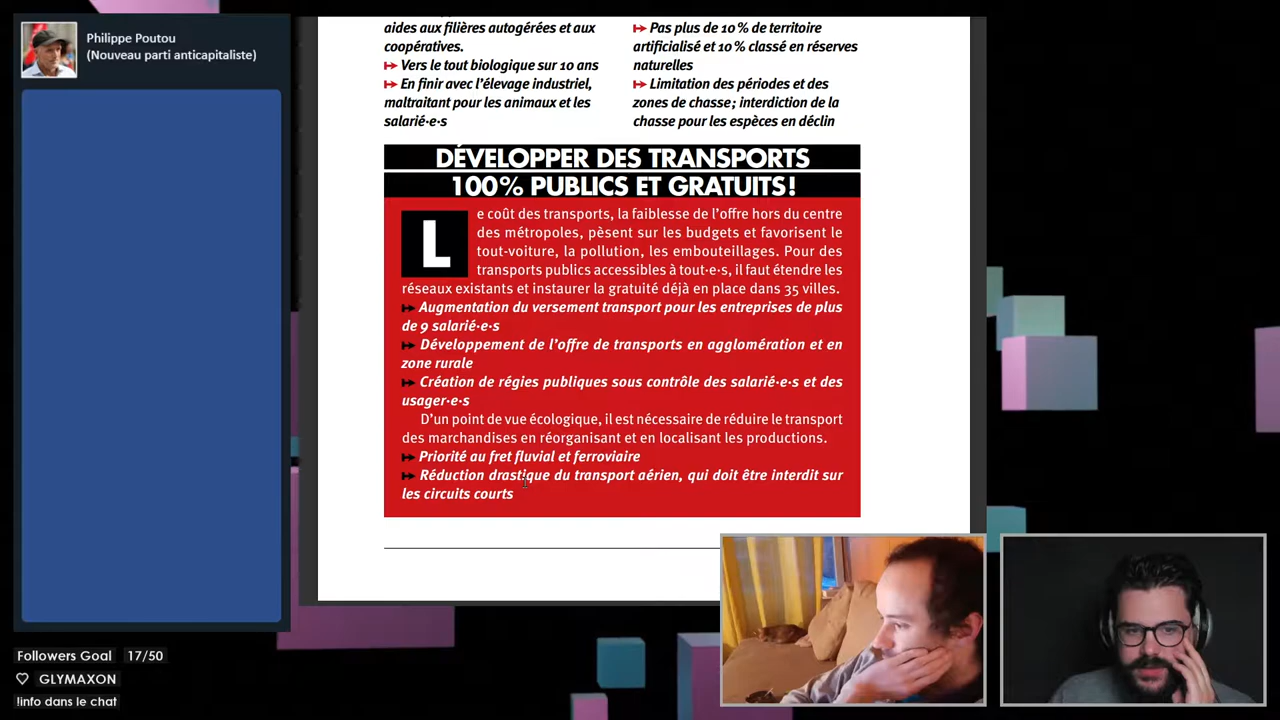 Philippe Poutou
(Nouveau parti anticapitaliste)
aides aux filières autogérées et aux
coopératives.
Vers le tout biologique sur 10 ans
En finir avec l'élevage industriel,
maltraitant pour les animaux et les
salarié·e·s
Pas plus de 10 % de territoire
artificialisé et 10 % classé en réserves
naturelles
Limitation des périodes et des
zones de chasse; interdiction de la
chasse pour les espèces en déclin
DÉVELOPPER DES TRANSPORTS
100% PUBLICS ET GRATUITS!
Le coût des transports, la faiblesse de l'offre hors du centre
des métropoles, pèsent sur les budgets et favorisent le
tout-voiture, la pollution, les embouteillages. Pour des
transports publics accessibles à tout·e·s, il faut étendre les
réseaux existants et instaurer la gratuité déjà en place dans 35 villes.
Augmentation du versement transport pour les entreprises de plus
de 9 salarié·e·s
Développement de l'offre de transports en agglomération et en
zone rurale
Création de régies publiques sous contrôle des salarié·e·s et des
usager·e·s
D'un point de vue écologique, il est nécessaire de réduire le transport
des marchandises en réorganisant et en localisant les productions.
Priorité au fret fluvial et ferroviaire
Réduction drastique du transport aérien, qui doit être interdit sur
les circuits courts
Followers Goal 17/50
GLYMAXON
!info dans le chat